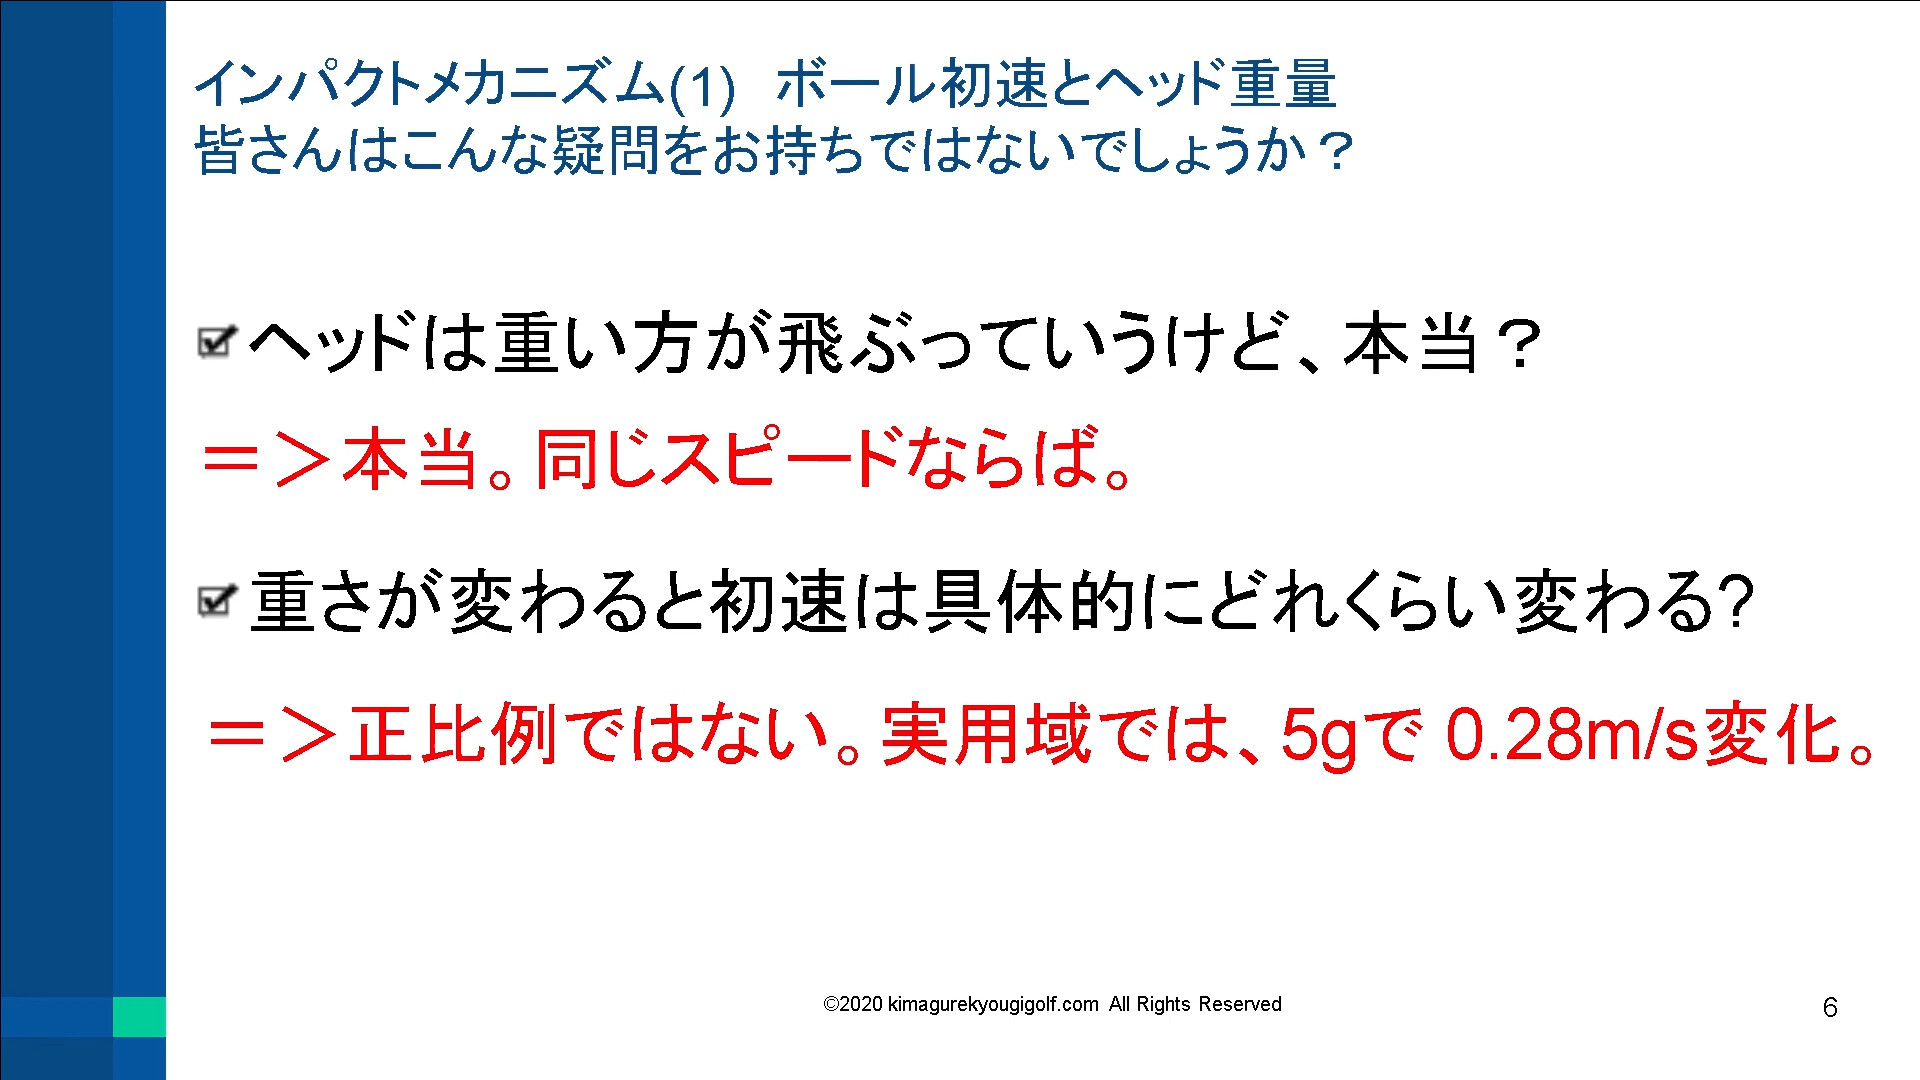 インパクトメカニズム(1)　ボール初速とヘッド重量
皆さんはこんな疑問をお持ちではないでしょうか？
ヘッドは重い方が飛ぶっていうけど、本当？
＝＞本当。同じスピードならば。
重さが変わると初速は具体的にどれくらい変わる?
＝＞正比例ではない。実用域では、5gで 0.28m/s変化。
©2020 kimagurekyougigolf.com All Rights Reserved
6